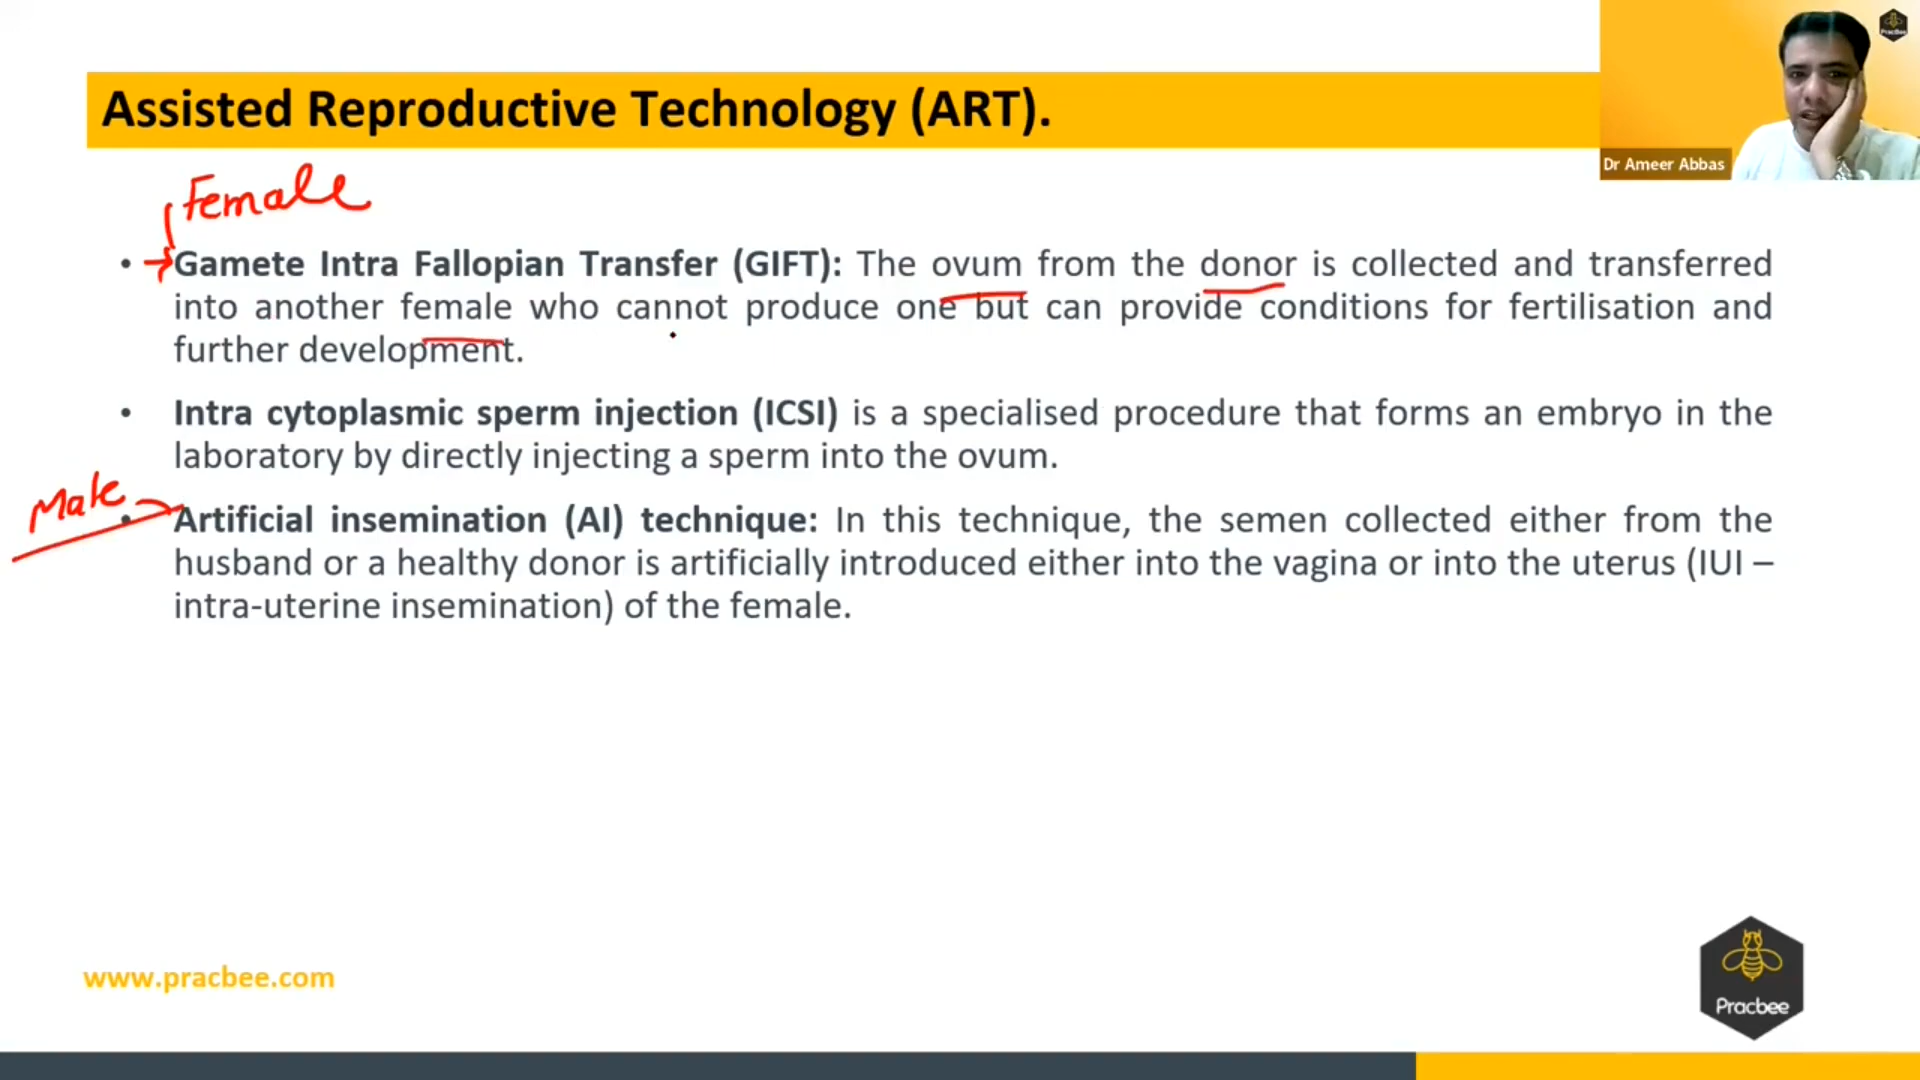 PracBee
Assisted Reproductive Technology (ART).
Dr Ameer Abbas
Female
• Gamete Intra Fallopian Transfer (GIFT): The ovum from the donor is collected and transferred
into another female who cannot produce one but can provide conditions for fertilisation and
further development.
• Intra cytoplasmic sperm injection (ICSI) is a specialised procedure that forms an embryo in the
laboratory by directly injecting a sperm into the ovum.
Male
• Artificial insemination (AI) technique: In this technique, the semen collected either from the
husband or a healthy donor is artificially introduced either into the vagina or into the uterus (IUI –
intra-uterine insemination) of the female.
www.pracbee.com
Pracbee